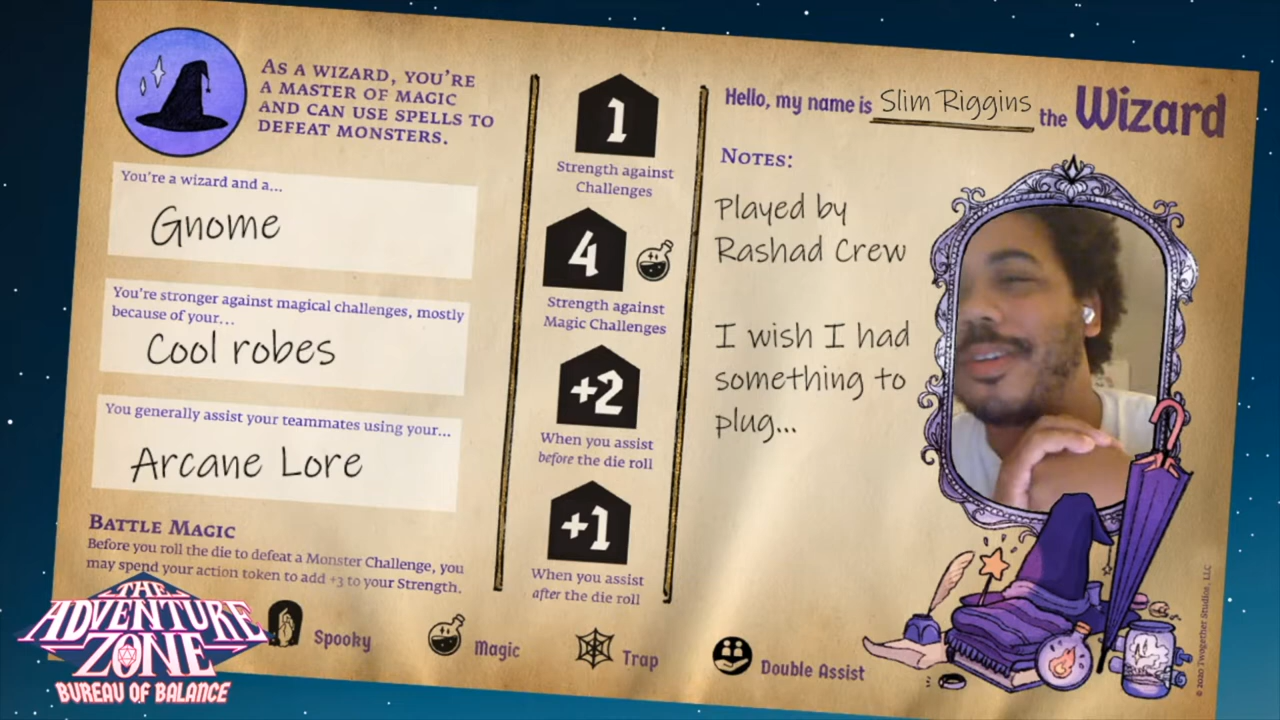 AS A WIZARD, YOU'RE
A MASTER OF MAGIC
AND CAN USE SPELLS TO
DEFEAT MONSTERS.
You're a wizard and a...
Gnome
You're stronger against magical challenges, mostly
because of your...
Cool robes
You generally assist your teammates using your...
Arcane Lore
BATTLE MAGIC
Before you roll the die to defeat a Monster Challenge, you
may spend your action token to add +3 to your Strength.
1
Strength against
Challenges
4
Strength against
Magic Challenges
+2
When you assist
before the die roll
+1
When you assist
after the die roll
Hello, my name is Slim Riggins the Wizard
NOTES:
Played by
Rashad Crew
I wish I had
something to
plug...
Spooky
Magic
Trap
Double Assist
© 2020 Twogether Studios, LLC
THE
ADVENTURE
ZONE
BUREAU OF BALANCE